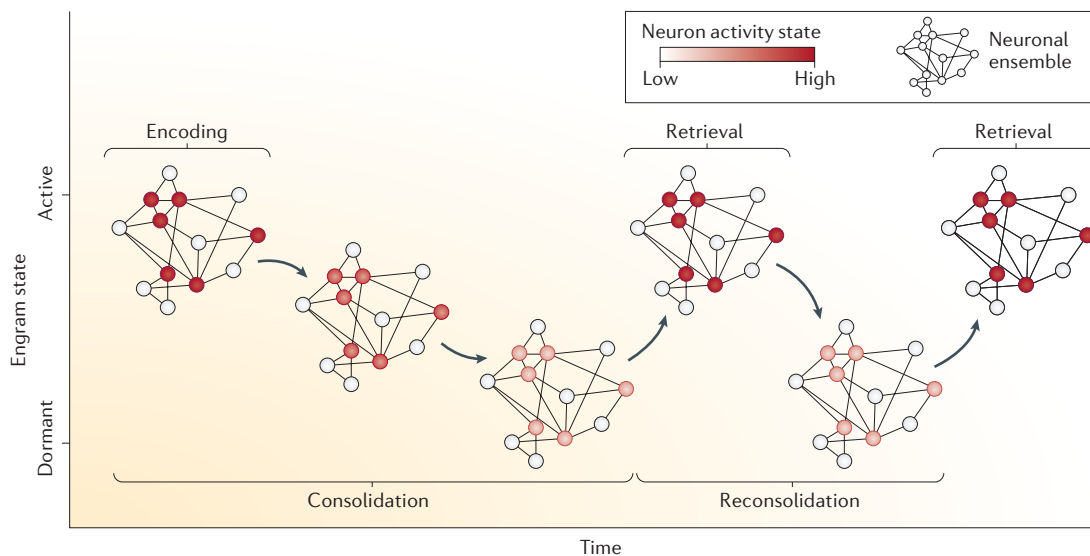 Neuron activity state
Low
High
Neuronal
ensemble
Encoding
Retrieval
Retrieval
Engram state
Active
Dormant
Consolidation
Reconsolidation
Time